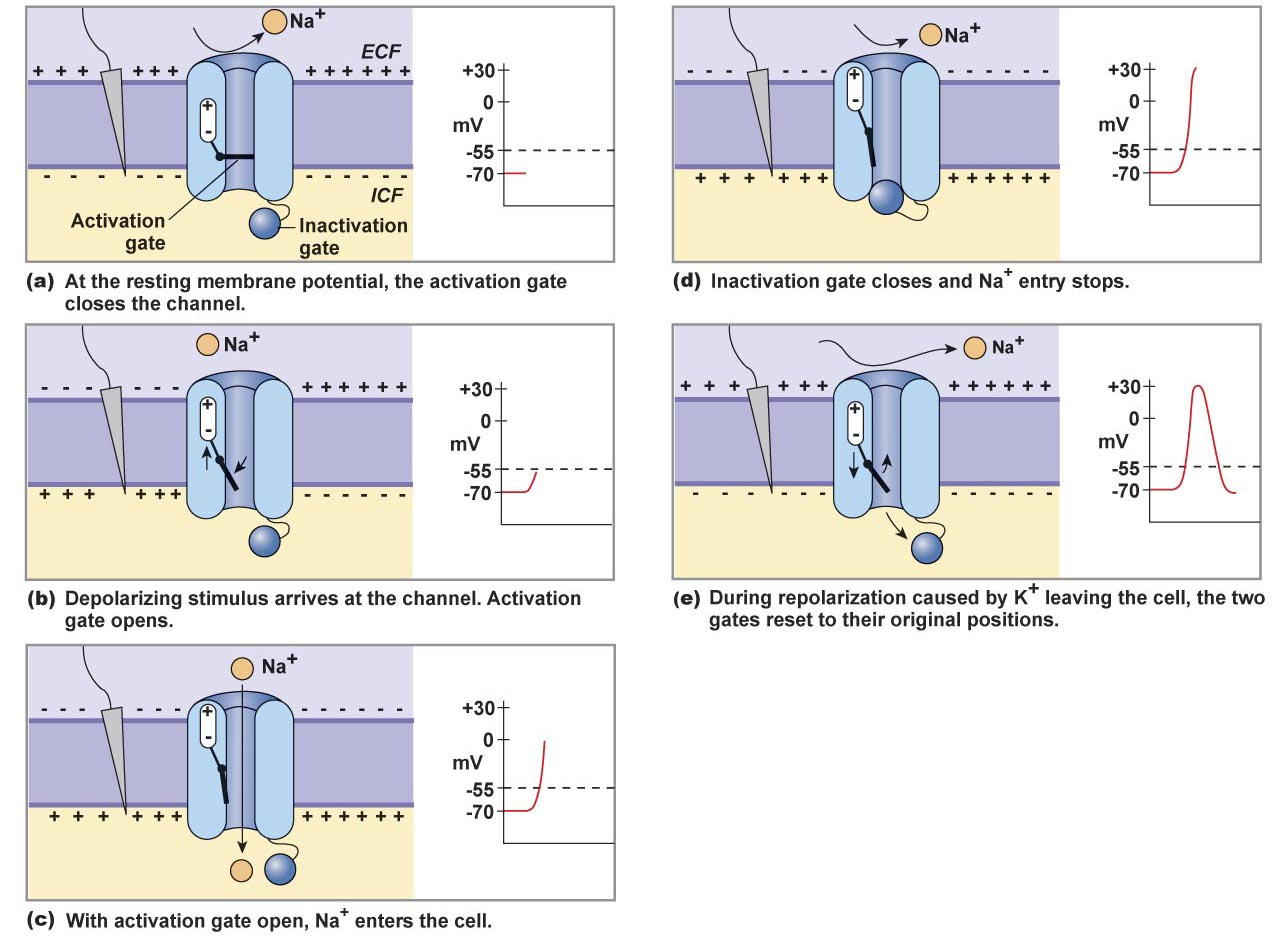 Na+
ECF
+ + + + + + + + + + + +
+
-
- - - - - - - - - - - -
ICF
Activation
gate
Inactivation
gate
+30
0
mV
-55
-70
(a) At the resting membrane potential, the activation gate
closes the channel.
Na+
- - - - - - + + + + + +
+
-
+ + + + + + - - - - - -
+30
0
mV
-55
-70
(b) Depolarizing stimulus arrives at the channel. Activation
gate opens.
Na+
- - - - - - - - - - - -
+
-
+ + + + + + + + + + + +
+30
0
mV
-55
-70
(c) With activation gate open, Na+ enters the cell.
Na+
- - - - - - - - - - - -
+
-
+ + + + + + + + + + + +
+30
0
mV
-55
-70
(d) Inactivation gate closes and Na+ entry stops.
Na+
+ + + + + + + + + + + +
+
-
- - - - - - - - - - - -
+30
0
mV
-55
-70
(e) During repolarization caused by K+ leaving the cell, the two
gates reset to their original positions.